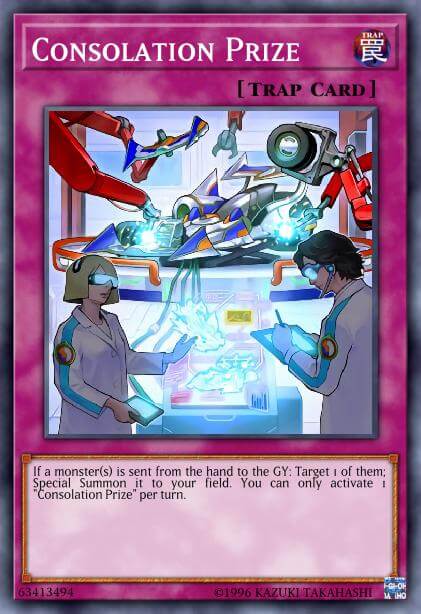 CONSOLATION PRIZE
TRAP
罠
[TRAP CARD]
If a monster(s) is sent from the hand to the GY: Target 1 of them;
Special Summon it to your field. You can only activate 1
"Consolation Prize" per turn.
63413494
©1996 KAZUKI TAKAHASHI